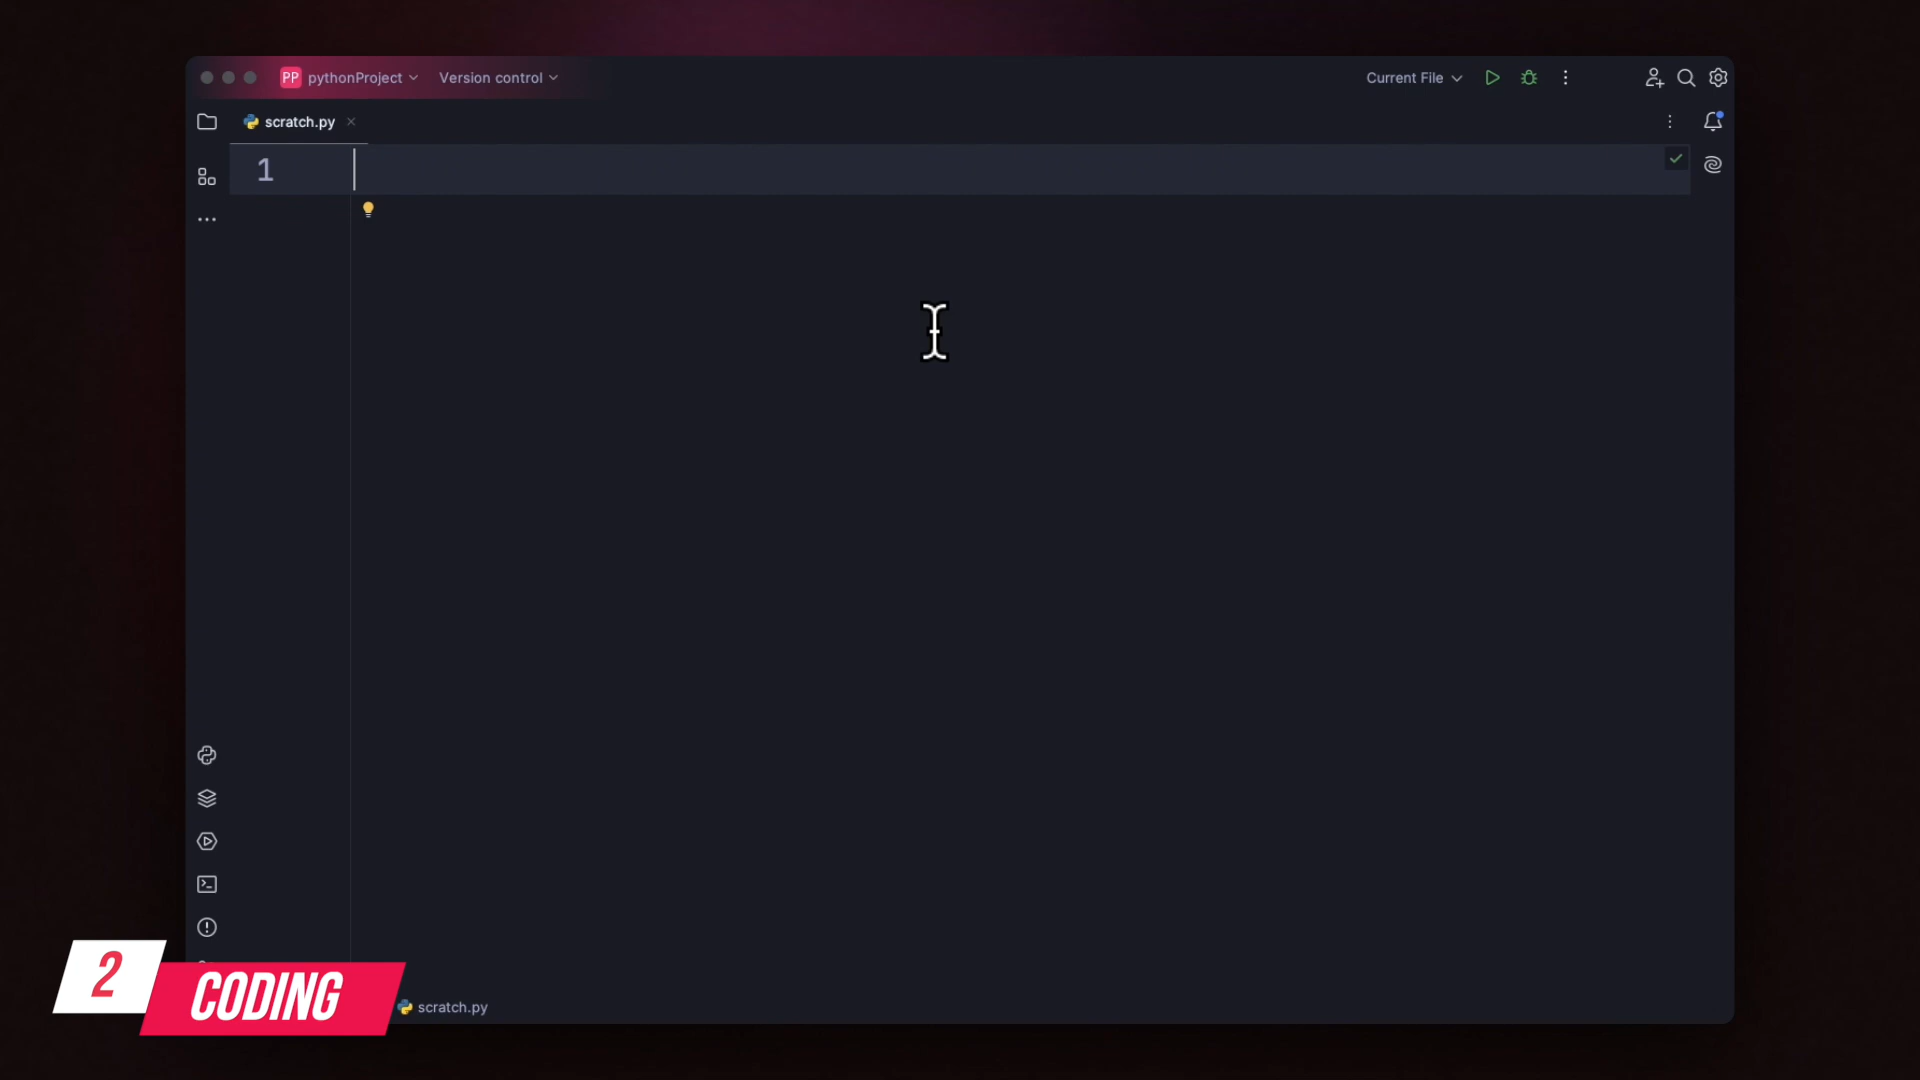 PP pythonProject Version control Current File
scratch.py
1
2
CODING
scratch.py